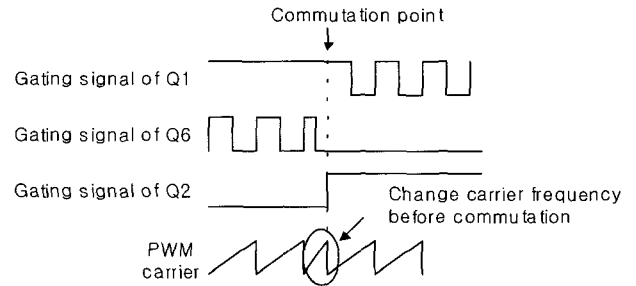 Commutation point
Gating signal of Q1
Gating signal of Q6
Gating signal of Q2
Change carrier frequency
before commutation
PWM
carrier